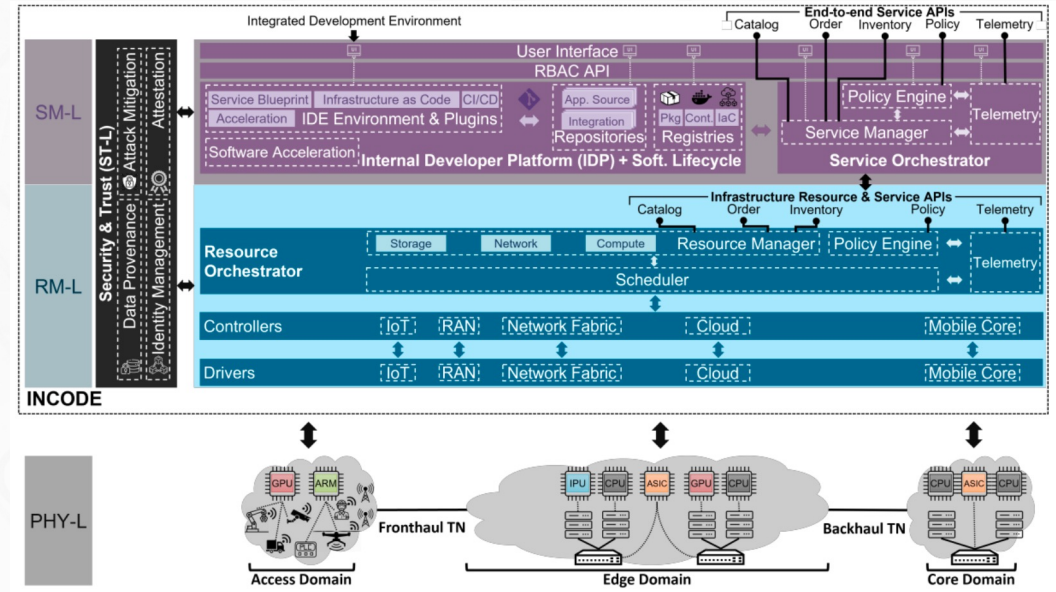 Integrated Development Environment
End-to-end Service APIs
Catalog Order Inventory Policy Telemetry
User Interface
RBAC API
SM-L
Security & Trust (ST-L)
Attack Mitigation
Attestation
Service Blueprint Infrastructure as Code CI/CD
Acceleration IDE Environment & Plugins
Software Acceleration
App. Source
Integration
Repositories
Pkg Cont. IaC
Registries
Internal Developer Platform (IDP) + Soft. Lifecycle
Policy Engine
Service Manager
Telemetry
Service Orchestrator
Infrastructure Resource & Service APIs
Catalog Order Inventory Policy Telemetry
RM-L
Data Provenance
Identity Management
Resource
Orchestrator
Storage Network Compute Resource Manager
Policy Engine
Telemetry
Scheduler
Controllers IoT RAN Network Fabric Cloud Mobile Core
Drivers IoT RAN Network Fabric Cloud Mobile Core
INCODE
PHY-L
GPU ARM
PLC
Access Domain
Fronthaul TN
IPU CPU ASIC GPU CPU
Edge Domain
Backhaul TN
CPU ASIC CPU
Core Domain